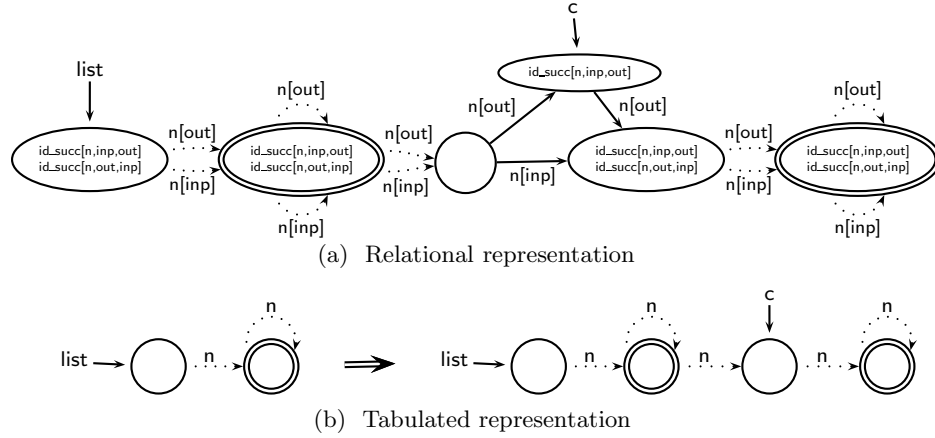 c
list
id_succ[n,inp,out]
n[out] n[out] n[out] n[out] n[out] n[out]
id_succ[n,inp,out] id_succ[n,inp,out] id_succ[n,inp,out] id_succ[n,inp,out]
id_succ[n,out,inp] id_succ[n,out,inp] id_succ[n,out,inp] id_succ[n,out,inp]
n[out]
n[inp] n[inp] n[inp] n[inp]
n[inp] n[inp]
(a) Relational representation
n n c n
list n list n n n
(b) Tabulated representation